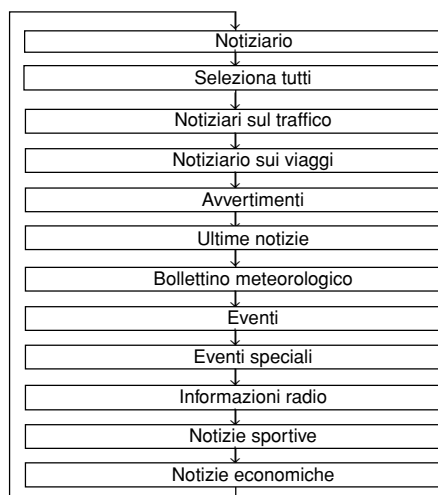 Notiziario
Seleziona tutti
Notiziari sul traffico
Notiziario sui viaggi
Avvertimenti
Ultime notizie
Bollettino meteorologico
Eventi
Eventi speciali
Informazioni radio
Notizie sportive
Notizie economiche